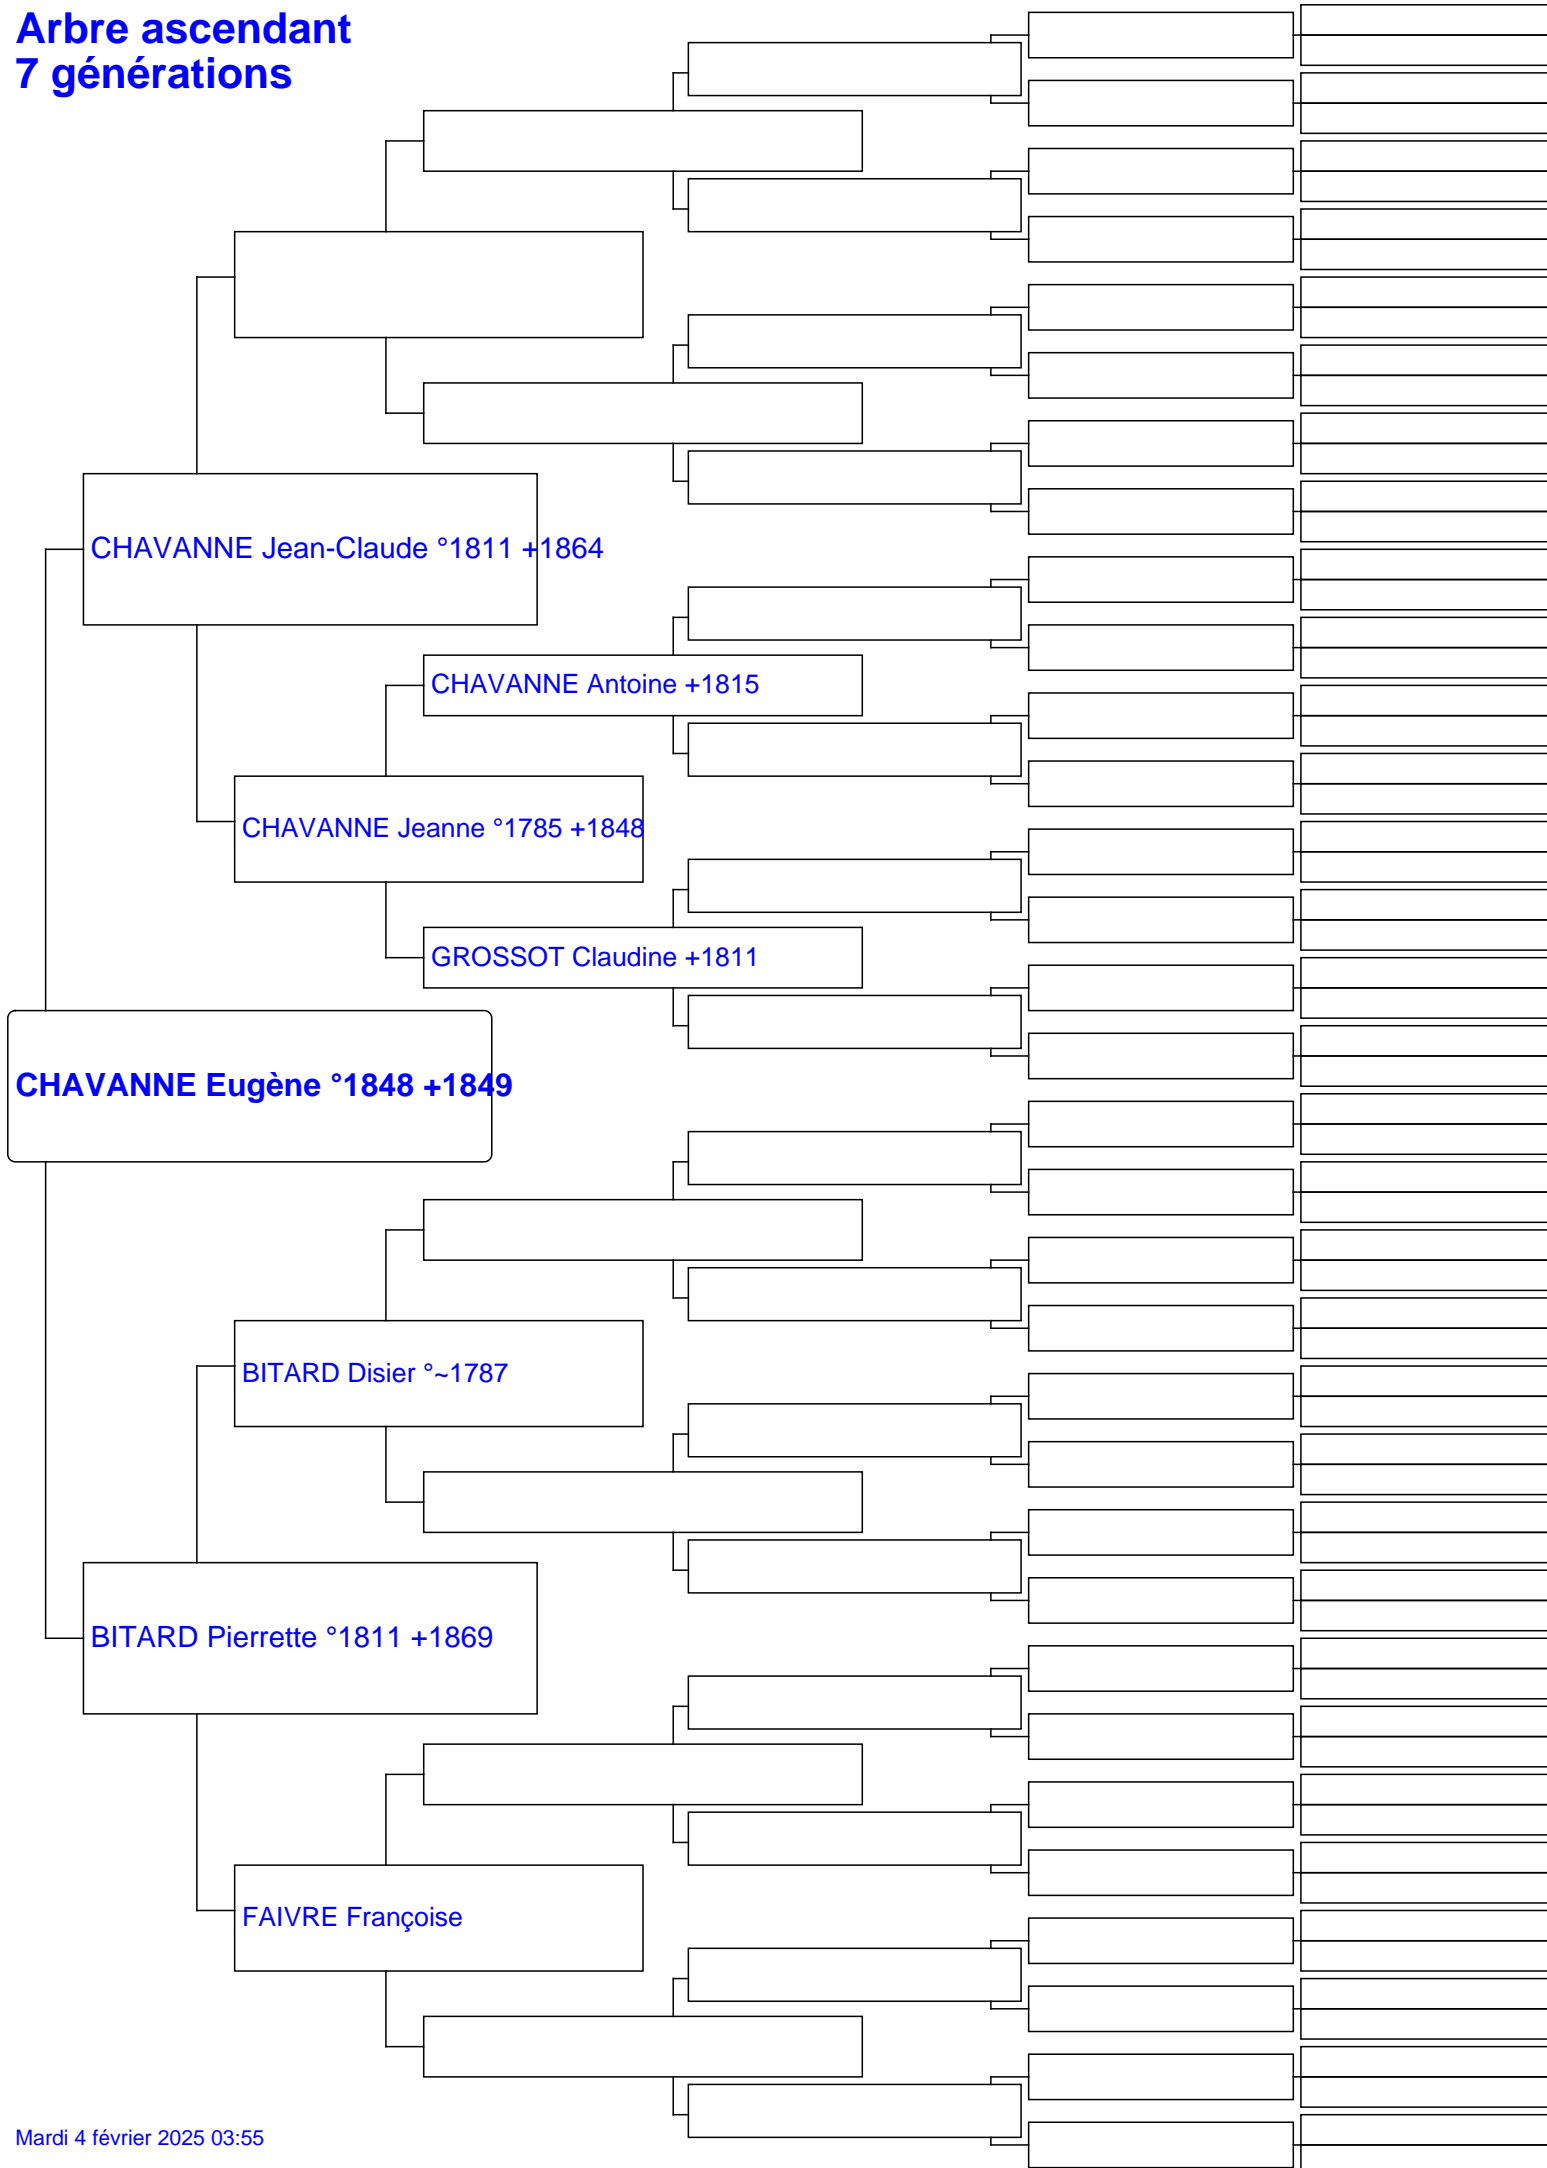 Arbre ascendant
7 générations
CHAVANNE Jean-Claude °1811 +1864
CHAVANNE Antoine +1815
CHAVANNE Jeanne °1785 +1848
GROSSOT Claudine +1811
CHAVANNE Eugène °1848 +1849
BITARD Disier °~1787
BITARD Pierrette °1811 +1869
FAIVRE Françoise
Mardi 4 février 2025 03:55